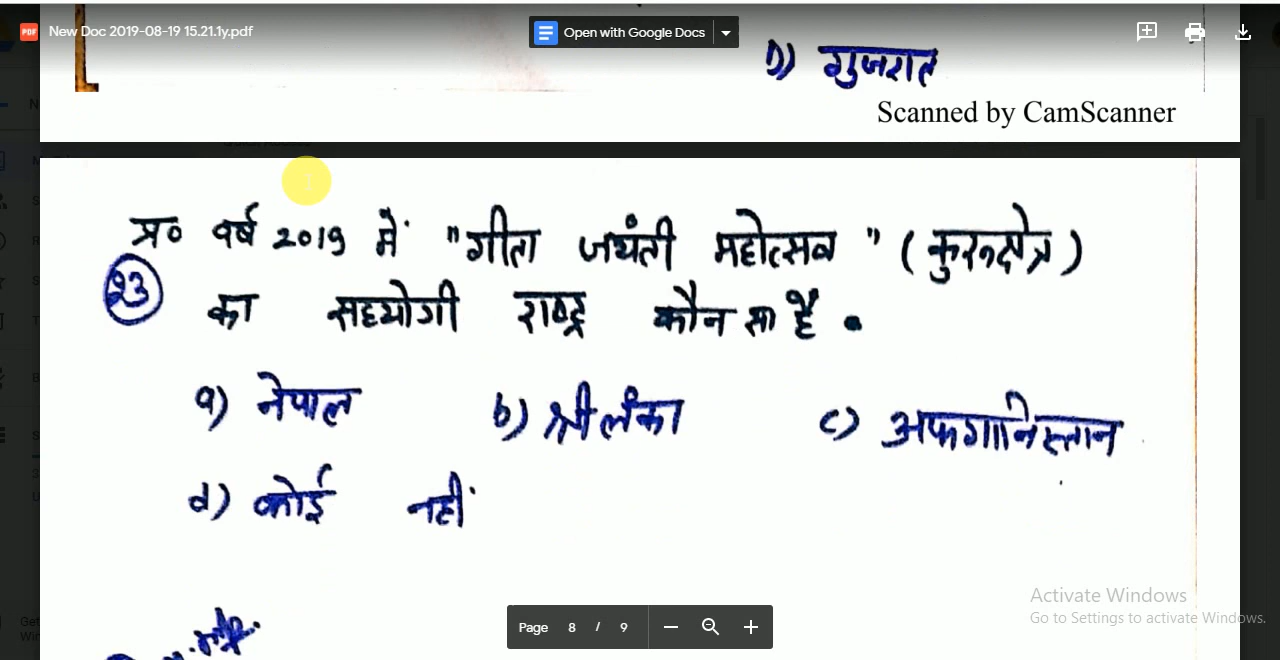 New Doc 2019-08-19 15.21.1y.pdf
Open with Google Docs
D) गुजरात
Scanned by CamScanner
प्र० वर्ष 2019 में "गीता जयंती महोत्सव" (कुरुक्षेत्र)
23 का सहयोगी राष्ट्र कौन सा है .
a) नेपाल b) श्रीलंका c) अफगानिस्तान
d) कोई नहीं
Activate Windows
Go to Settings to activate Windows.
Page 8 / 9